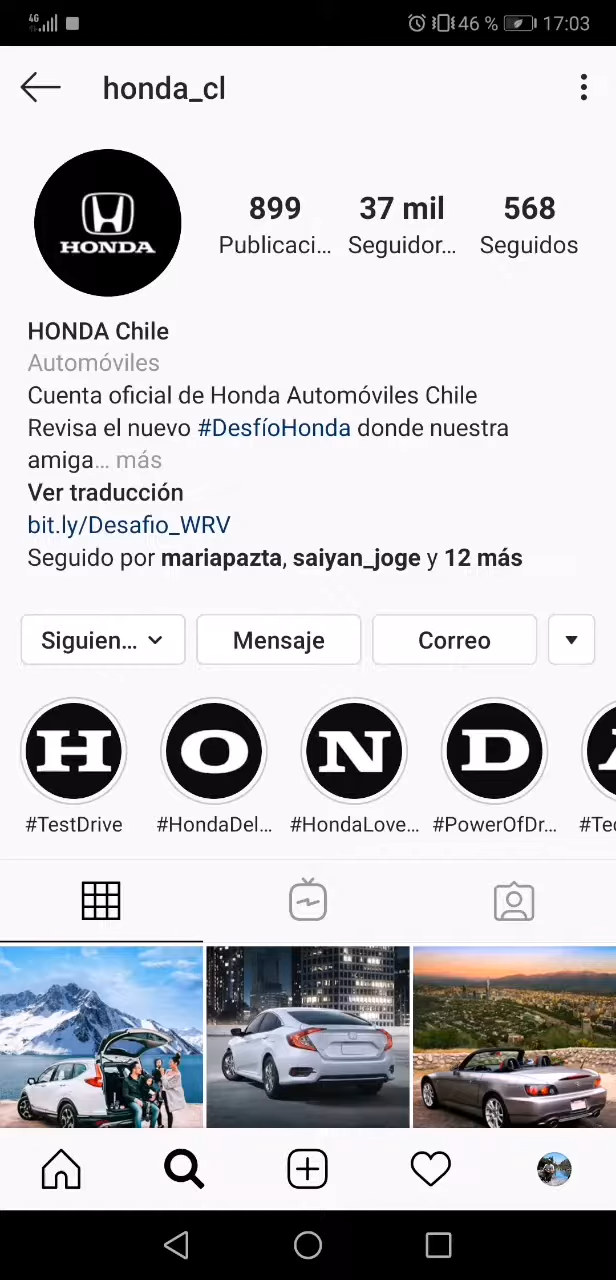 4G 46 % 17:03
honda_cl
HONDA
899 37 mil 568
Publicaci... Seguidor... Seguidos
HONDA Chile
Automóviles
Cuenta oficial de Honda Automóviles Chile
Revisa el nuevo #DesfíoHonda donde nuestra
amiga... más
Ver traducción
bit.ly/Desafio_WRV
Seguido por mariapazta, saiyan_joge y 12 más
Siguien... Mensaje Correo
H O N D A
#TestDrive #HondaDel... #HondaLove... #PowerOfDr... #Tec